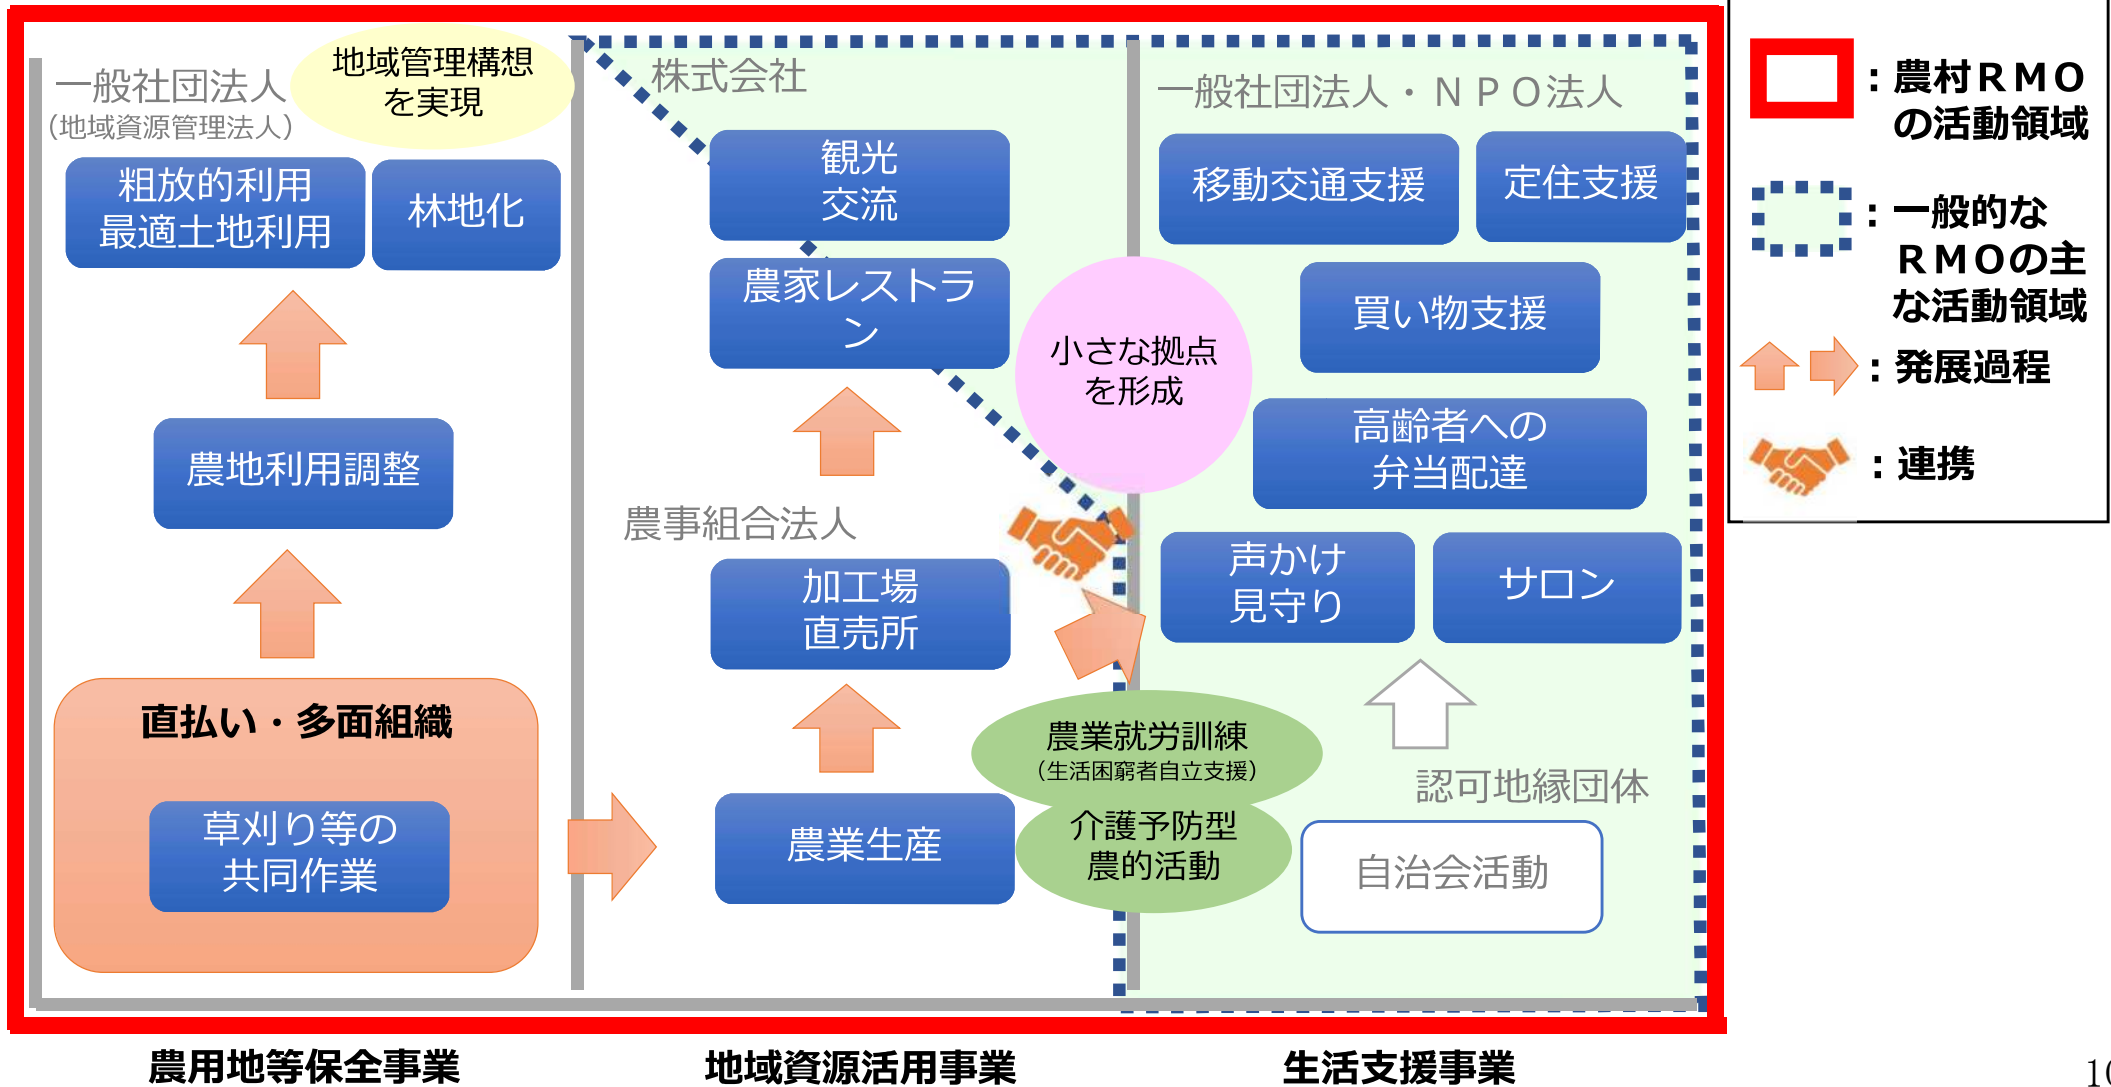 一般社団法人
（地域資源管理法人）
地域管理構想
を実現
粗放的利用
最適土地利用
林地化
農地利用調整
直払い・多面組織
草刈り等の
共同作業
農用地等保全事業
株式会社
観光
交流
農家レストラ
ン
農事組合法人
加工場
直売所
農業生産
地域資源活用事業
小さな拠点
を形成
農業就労訓練
（生活困窮者自立支援）
介護予防型
農的活動
一般社団法人・ＮＰＯ法人
移動交通支援
定住支援
買い物支援
高齢者への
弁当配達
声かけ
見守り
サロン
認可地縁団体
自治会活動
生活支援事業
：農村ＲＭＯ
の活動領域
：一般的な
ＲＭＯの主
な活動領域
：発展過程
：連携